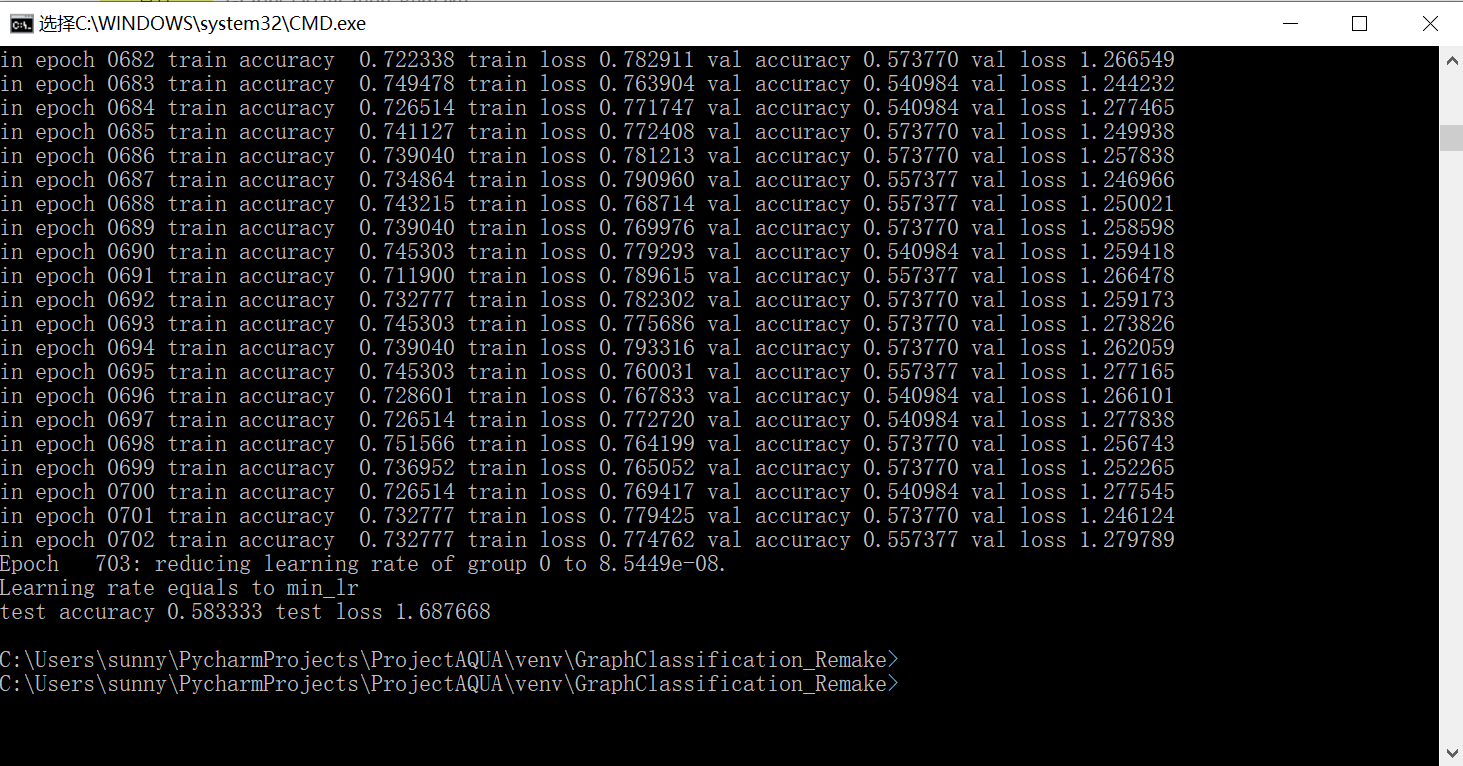 选择C:\WINDOWS\system32\CMD.exe
in epoch 0682 train accuracy  0.722338 train loss 0.782911 val accuracy 0.573770 val loss 1.266549
in epoch 0683 train accuracy  0.749478 train loss 0.763904 val accuracy 0.540984 val loss 1.244232
in epoch 0684 train accuracy  0.726514 train loss 0.771747 val accuracy 0.540984 val loss 1.277465
in epoch 0685 train accuracy  0.741127 train loss 0.772408 val accuracy 0.573770 val loss 1.249938
in epoch 0686 train accuracy  0.739040 train loss 0.781213 val accuracy 0.573770 val loss 1.257838
in epoch 0687 train accuracy  0.734864 train loss 0.790960 val accuracy 0.557377 val loss 1.246966
in epoch 0688 train accuracy  0.743215 train loss 0.768714 val accuracy 0.557377 val loss 1.250021
in epoch 0689 train accuracy  0.739040 train loss 0.769976 val accuracy 0.573770 val loss 1.258598
in epoch 0690 train accuracy  0.745303 train loss 0.779293 val accuracy 0.540984 val loss 1.259418
in epoch 0691 train accuracy  0.711900 train loss 0.789615 val accuracy 0.557377 val loss 1.266478
in epoch 0692 train accuracy  0.732777 train loss 0.782302 val accuracy 0.573770 val loss 1.259173
in epoch 0693 train accuracy  0.745303 train loss 0.775686 val accuracy 0.573770 val loss 1.273826
in epoch 0694 train accuracy  0.739040 train loss 0.793316 val accuracy 0.573770 val loss 1.262059
in epoch 0695 train accuracy  0.745303 train loss 0.760031 val accuracy 0.557377 val loss 1.277165
in epoch 0696 train accuracy  0.728601 train loss 0.767833 val accuracy 0.540984 val loss 1.266101
in epoch 0697 train accuracy  0.726514 train loss 0.772720 val accuracy 0.540984 val loss 1.277838
in epoch 0698 train accuracy  0.751566 train loss 0.764199 val accuracy 0.573770 val loss 1.256743
in epoch 0699 train accuracy  0.736952 train loss 0.765052 val accuracy 0.573770 val loss 1.252265
in epoch 0700 train accuracy  0.726514 train loss 0.769417 val accuracy 0.540984 val loss 1.277545
in epoch 0701 train accuracy  0.732777 train loss 0.779425 val accuracy 0.573770 val loss 1.246124
in epoch 0702 train accuracy  0.732777 train loss 0.774762 val accuracy 0.557377 val loss 1.279789
Epoch   703: reducing learning rate of group 0 to 8.5449e-08.
Learning rate equals to min_lr
test accuracy 0.583333 test loss 1.687668
C:\Users\sunny\PycharmProjects\ProjectAQUA\venv\GraphClassification_Remake>
C:\Users\sunny\PycharmProjects\ProjectAQUA\venv\GraphClassification_Remake>